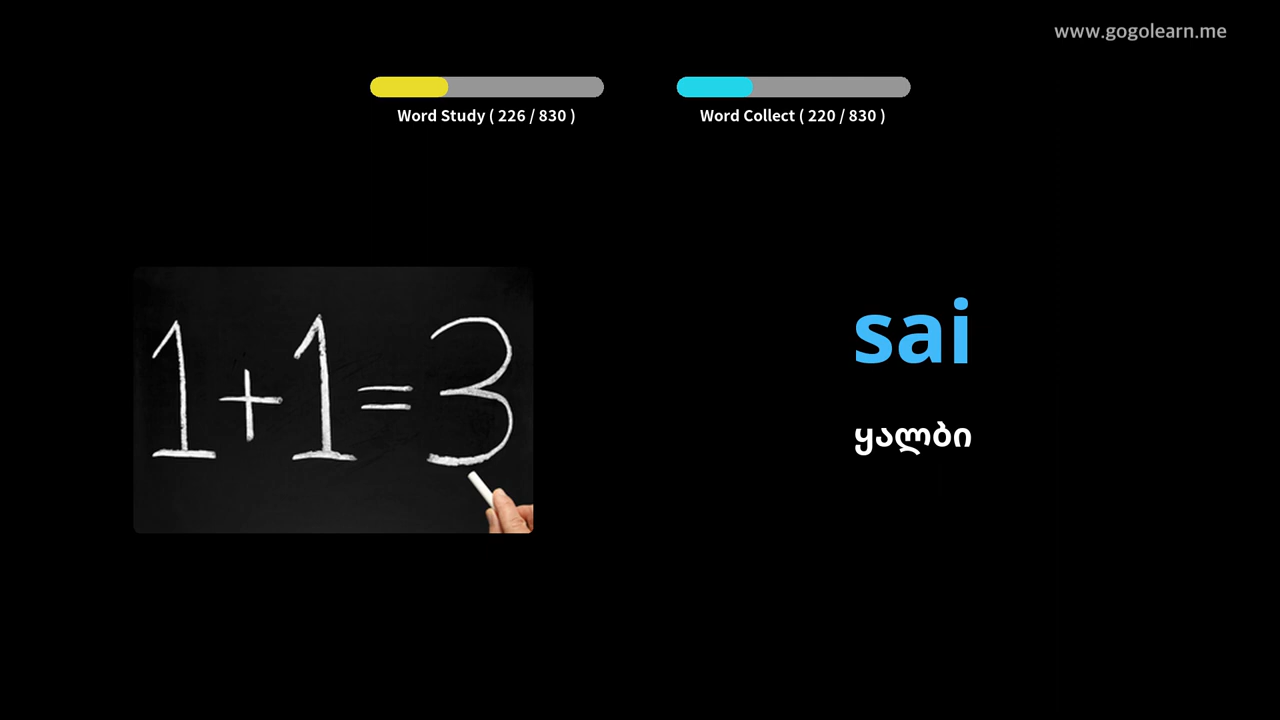 www.gogolearn.me
Word Study ( 226 / 830 )
Word Collect ( 220 / 830 )
1+1=3
sai
ყალბი